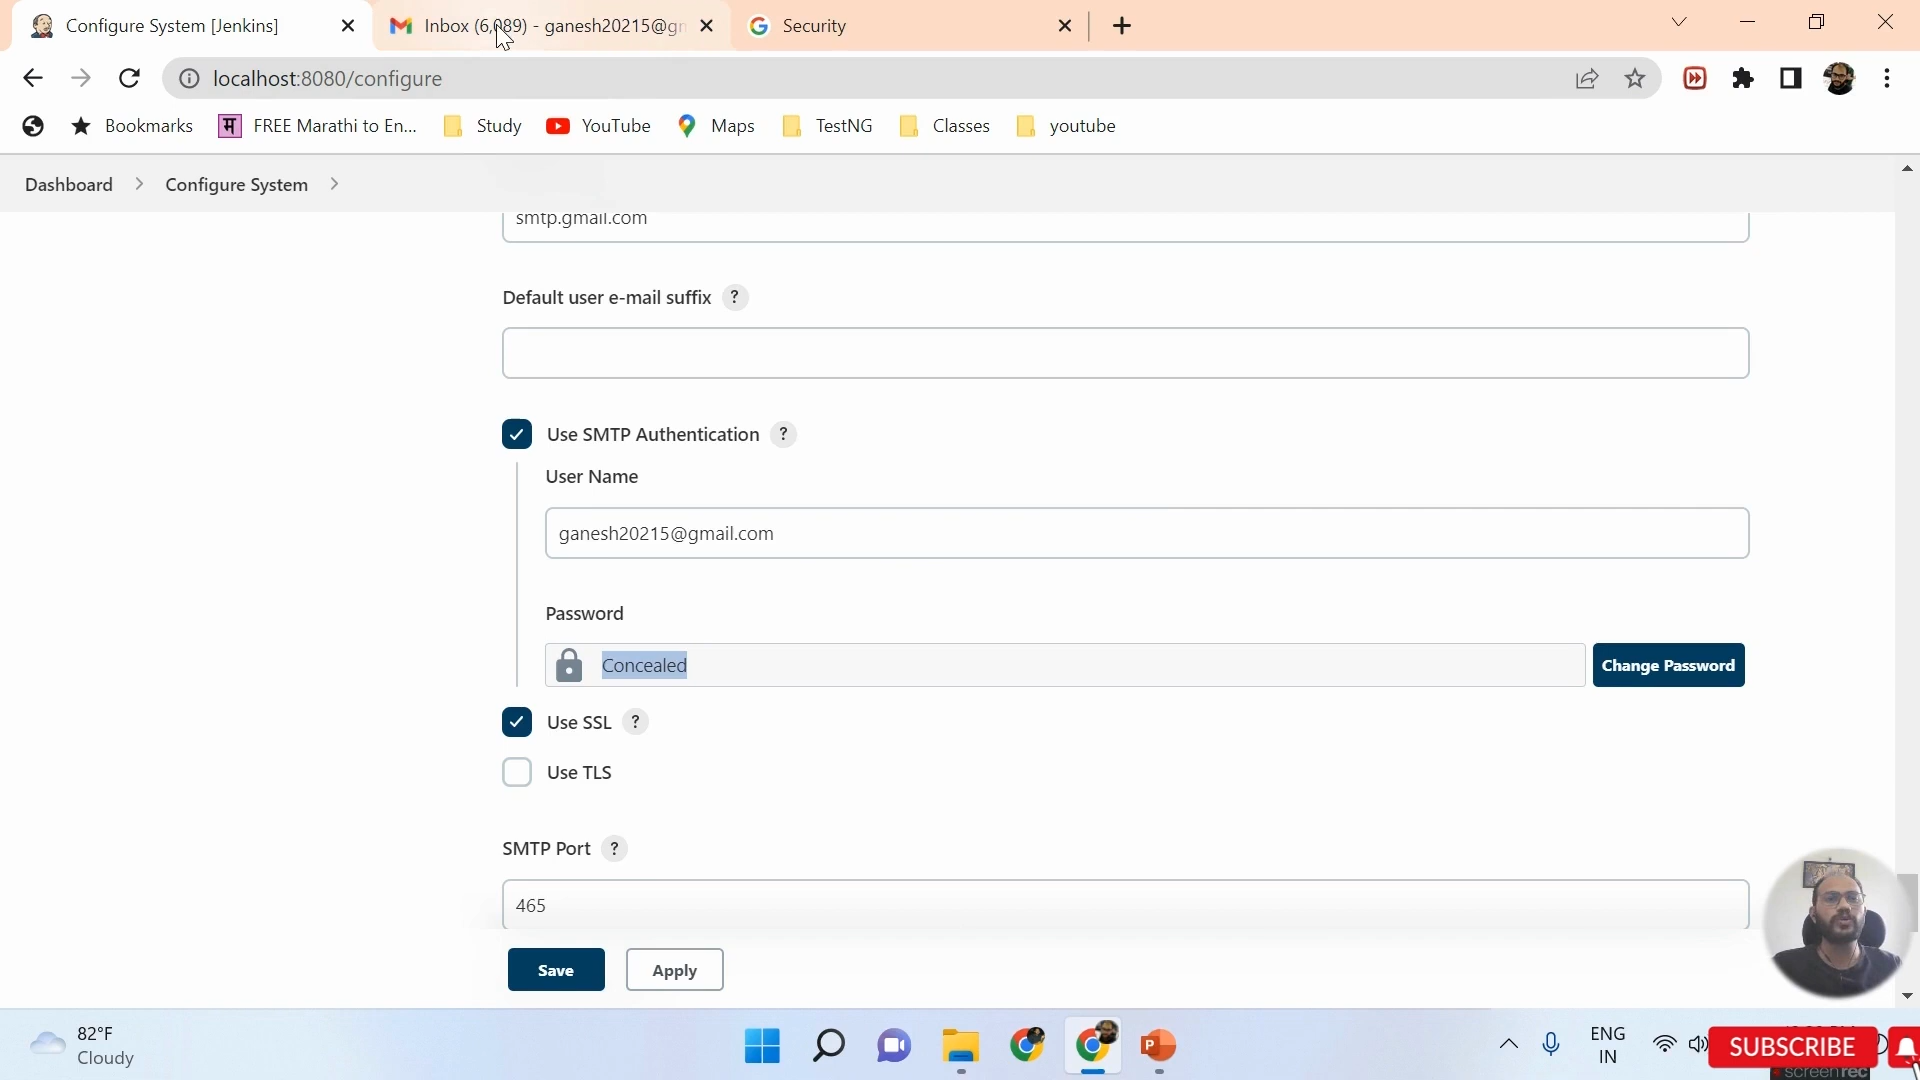 Configure System [Jenkins]
Inbox (6,089) - ganesh20215@gm
Security
localhost:8080/configure
Bookmarks
म
FREE Marathi to En...
Study
YouTube
Maps
TestNG
Classes
youtube
Dashboard
Configure System
smtp.gmail.com
Default user e-mail suffix ?
Use SMTP Authentication ?
User Name
ganesh20215@gmail.com
Password
Concealed
Change Password
Use SSL ?
Use TLS
SMTP Port ?
465
Save
Apply
82°F
Cloudy
ENG
IN
SUBSCRIBE
screenrec